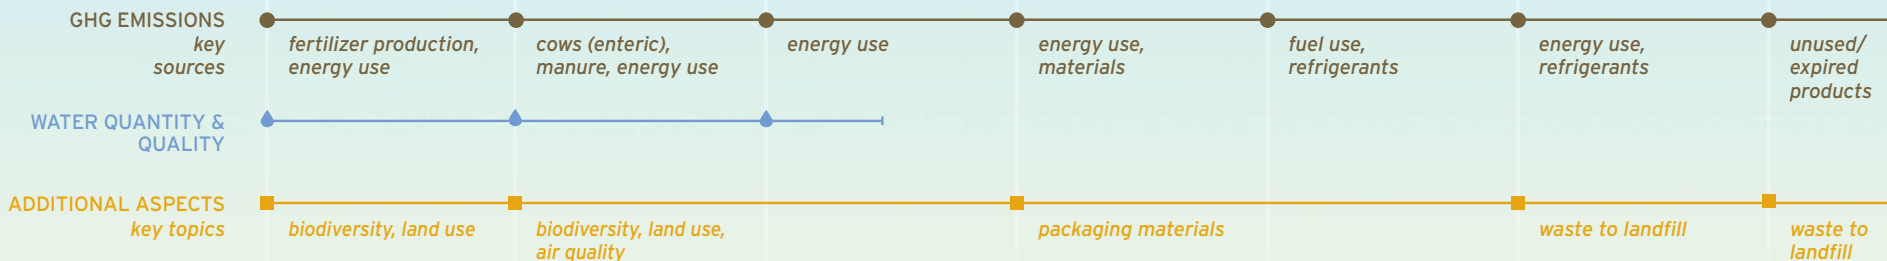 GHG EMISSIONS
key
sources
fertilizer production,
energy use
cows (enteric),
manure, energy use
energy use
energy use,
materials
fuel use,
refrigerants
energy use,
refrigerants
unused/
expired
products
WATER QUANTITY &
QUALITY
ADDITIONAL ASPECTS
key topics
biodiversity, land use
biodiversity, land use,
air quality
packaging materials
waste to landfill
waste to
landfill